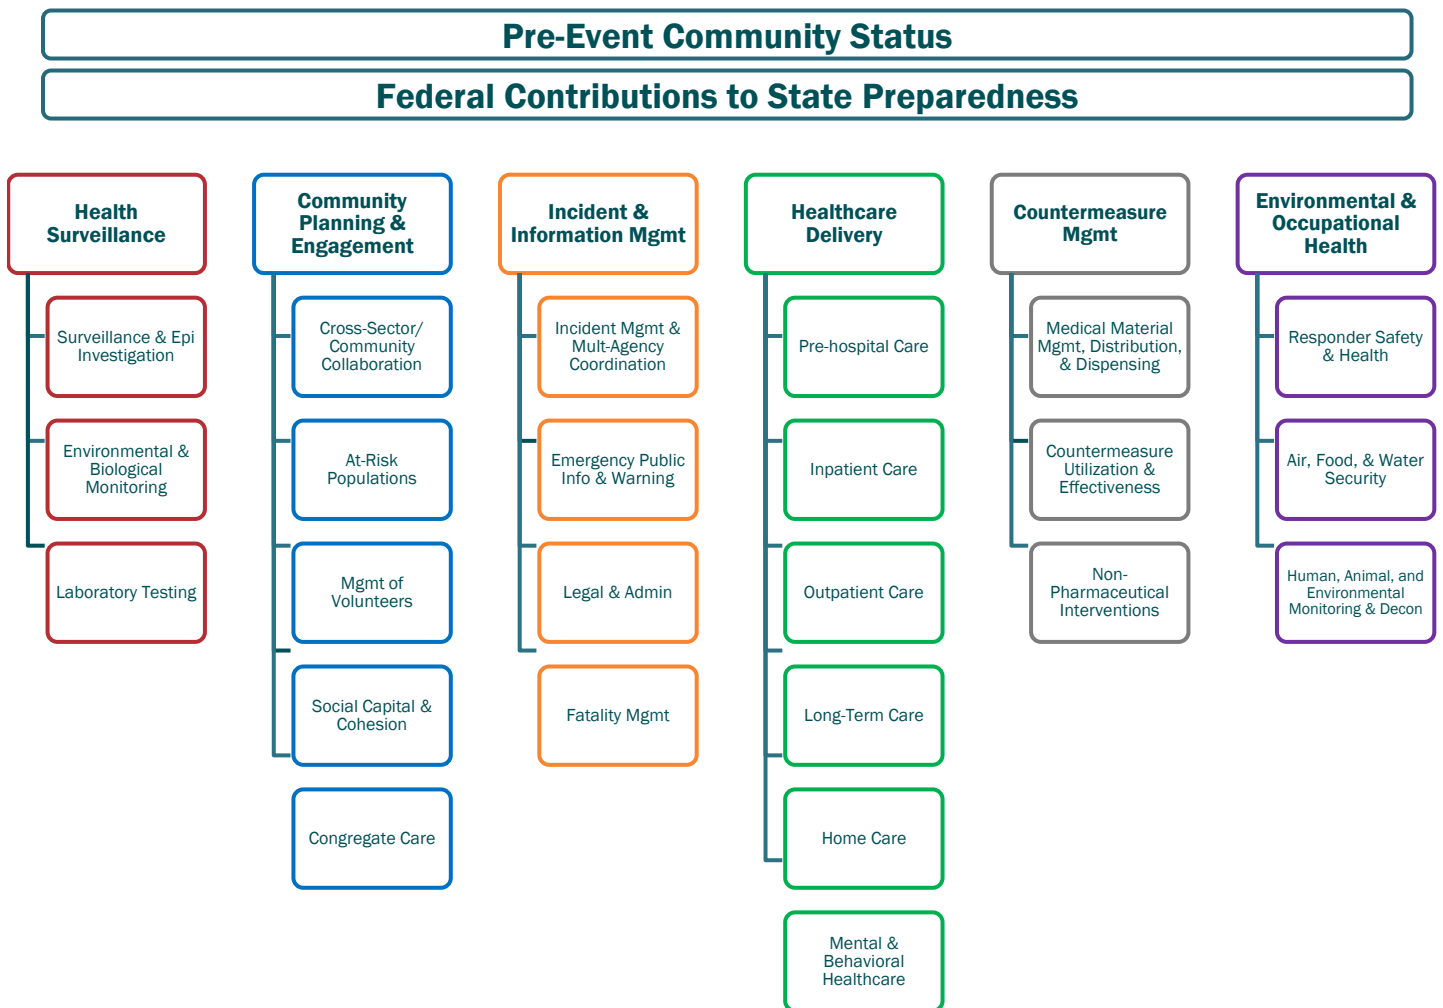 Pre-Event Community Status
Federal Contributions to State Preparedness
Health
Surveillance
Surveillance & Epi
Investigation
Environmental &
Biological
Monitoring
Laboratory Testing
Community
Planning &
Engagement
Cross-Sector/
Community
Collaboration
At-Risk
Populations
Mgmt of
Volunteers
Social Capital &
Cohesion
Congregate Care
Incident &
Information Mgmt
Incident Mgmt &
Mult-Agency
Coordination
Emergency Public
Info & Warning
Legal & Admin
Fatality Mgmt
Healthcare
Delivery
Pre-hospital Care
Inpatient Care
Outpatient Care
Long-Term Care
Home Care
Mental &
Behavioral
Healthcare
Countermeasure
Mgmt
Medical Material
Mgmt, Distribution,
& Dispensing
Countermeasure
Utilization &
Effectiveness
Non-
Pharmaceutical
Interventions
Environmental &
Occupational
Health
Responder Safety
& Health
Air, Food, & Water
Security
Human, Animal, and
Environmental
Monitoring & Decon